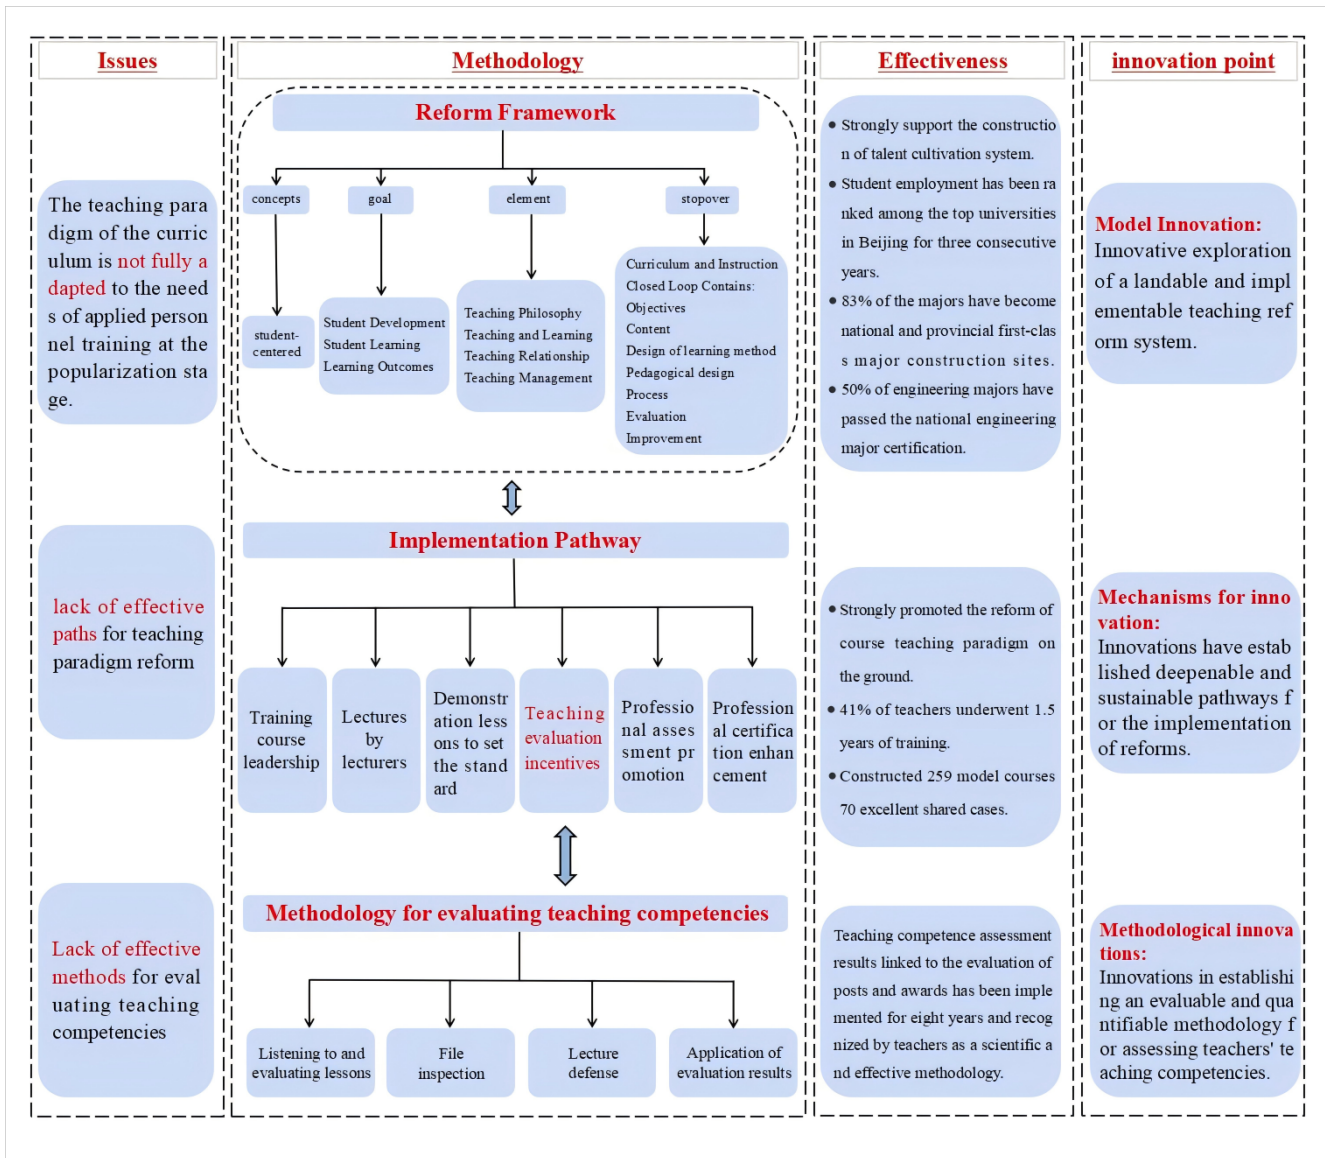 Issues
The teaching para
digm of the curric
ulum is not fully a
dapted to the need
s of applied person
nel training at the
popularization sta
ge.
lack of effective
paths for teaching
paradigm reform
Lack of effective
methods for eval
uating teaching
competencies
Methodology
Reform Framework
concepts
goal
element
stopover
student-
centered
Student Development
Student Learning
Learning Outcomes
Teaching Philosophy
Teaching and Learning
Teaching Relationship
Teaching Management
Curriculum and Instruction
Closed Loop Contains:
Objectives
Content
Design of learning method
Pedagogical design
Process
Evaluation
Improvement
Implementation Pathway
Training
course
leadership
Lectures
by
lecturers
Demonstr
ation less
ons to set
the stand
ard
Teaching
evaluation
incentives
Professio
nal asses
sment pr
omotion
Profession
al certifica
tion enhan
cement
Methodology for evaluating teaching competencies
Listening to and
evaluating lessons
File
inspection
Lecture
defense
Application of
evaluation results
Effectiveness
• Strongly support the constructio
n of talent cultivation system.
• Student employment has been ra
nked among the top universities
in Beijing for three consecutive
years.
• 83% of the majors have become
national and provincial first-clas
s major construction sites.
• 50% of engineering majors have
passed the national engineering
major certification.
• Strongly promoted the reform of
course teaching paradigm on
the ground.
• 41% of teachers underwent 1.5
years of training.
• Constructed 259 model courses
70 excellent shared cases.
Teaching competence assessment
results linked to the evaluation of
posts and awards has been imple
mented for eight years and recog
nized by teachers as a scientific a
nd effective methodology.
innovation point
Model Innovation:
Innovative exploration
of a landable and impl
ementable teaching ref
orm system.
Mechanisms for inno
vation:
Innovations have estab
lished deepenable and
sustainable pathways f
or the implementation
of reforms.
Methodological innova
tions:
Innovations in establishi
ng an evaluable and qua
ntifiable methodology f
or assessing teachers' te
aching competencies.